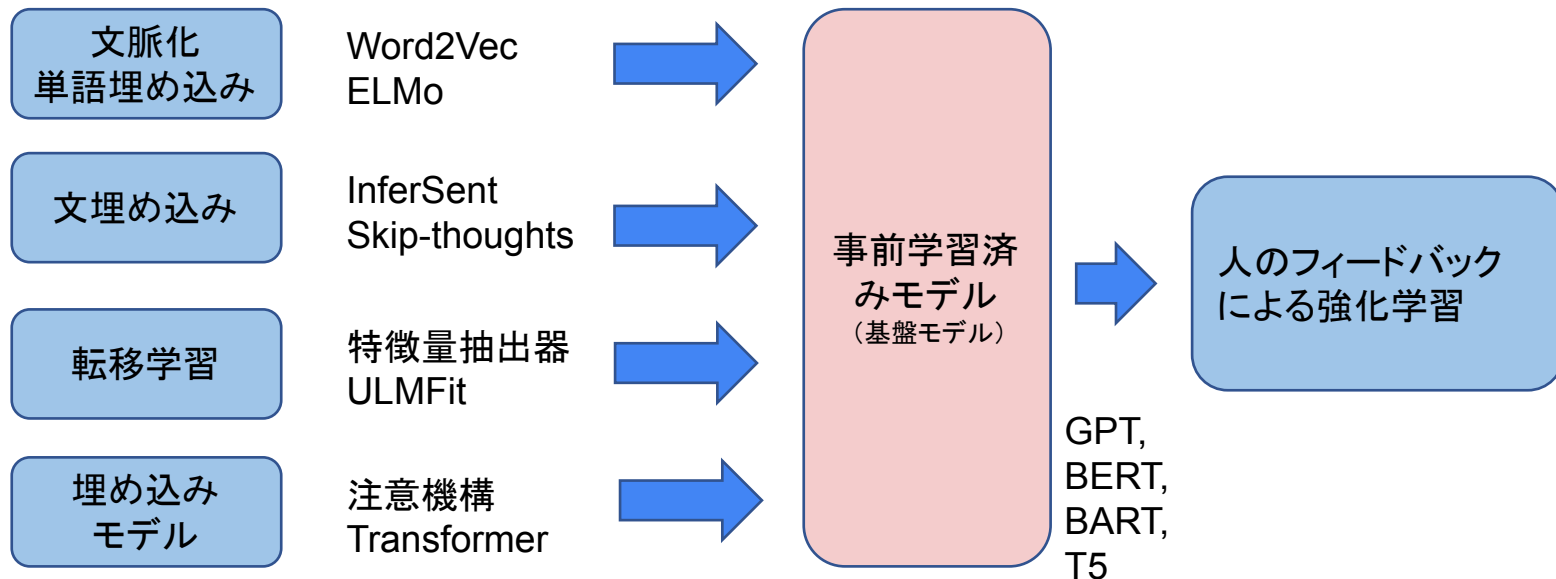 文脈化
単語埋め込み
Word2Vec
ELMo
文埋め込み
InferSent
Skip-thoughts
転移学習
特徴量抽出器
ULMFit
埋め込み
モデル
注意機構
Transformer
事前学習済
みモデル
（基盤モデル）
GPT,
BERT,
BART,
T5
人のフィードバック
による強化学習